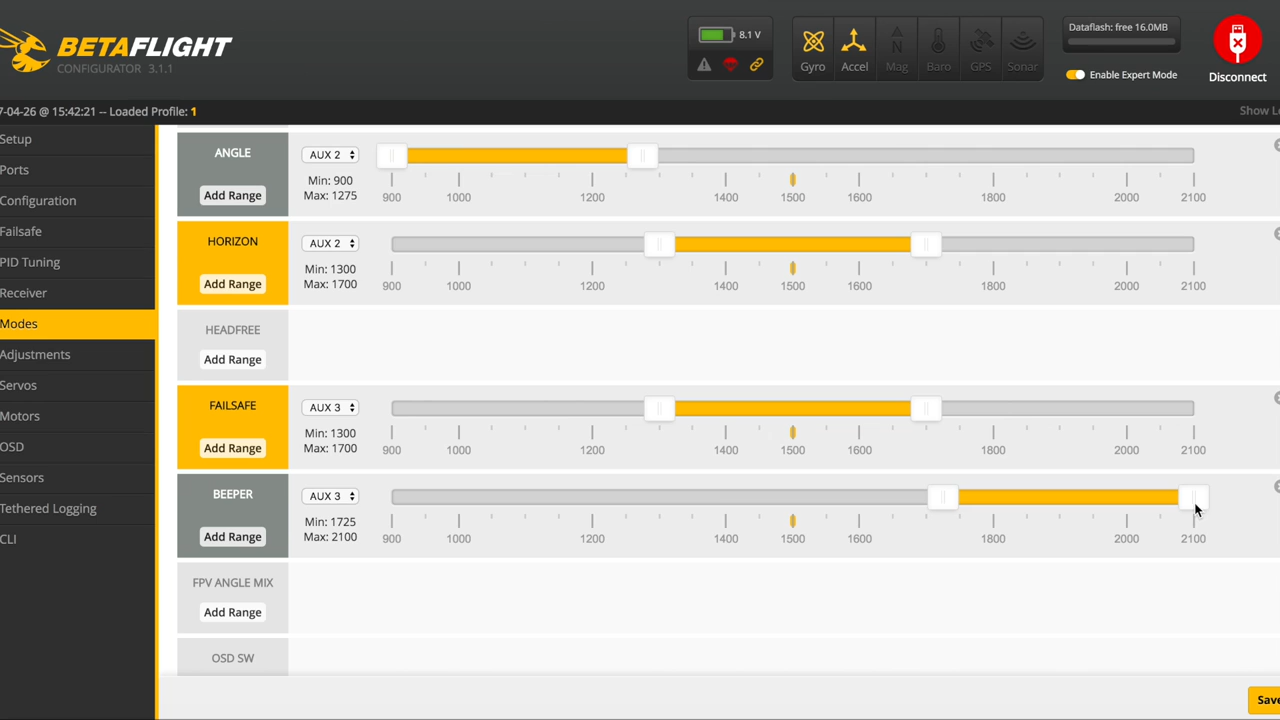 BETAFLIGHT
CONFIGURATOR 3.1.1
8.1 V
Gyro Accel Mag Baro GPS Sonar
Dataflash: free 16.0MB
Enable Expert Mode
Disconnect
7-04-26 @ 15:42:21 -- Loaded Profile: 1
Show Lo
Setup
Ports
Configuration
Failsafe
PID Tuning
Receiver
Modes
Adjustments
Servos
Motors
OSD
Sensors
Tethered Logging
CLI
ANGLE
Add Range
AUX 2
Min: 900
Max: 1275
900 1000 1200 1400 1500 1600 1800 2000 2100
HORIZON
Add Range
AUX 2
Min: 1300
Max: 1700
900 1000 1200 1400 1500 1600 1800 2000 2100
HEADFREE
Add Range
FAILSAFE
Add Range
AUX 3
Min: 1300
Max: 1700
900 1000 1200 1400 1500 1600 1800 2000 2100
BEEPER
Add Range
AUX 3
Min: 1725
Max: 2100
900 1000 1200 1400 1500 1600 1800 2000 2100
FPV ANGLE MIX
Add Range
OSD SW
Save